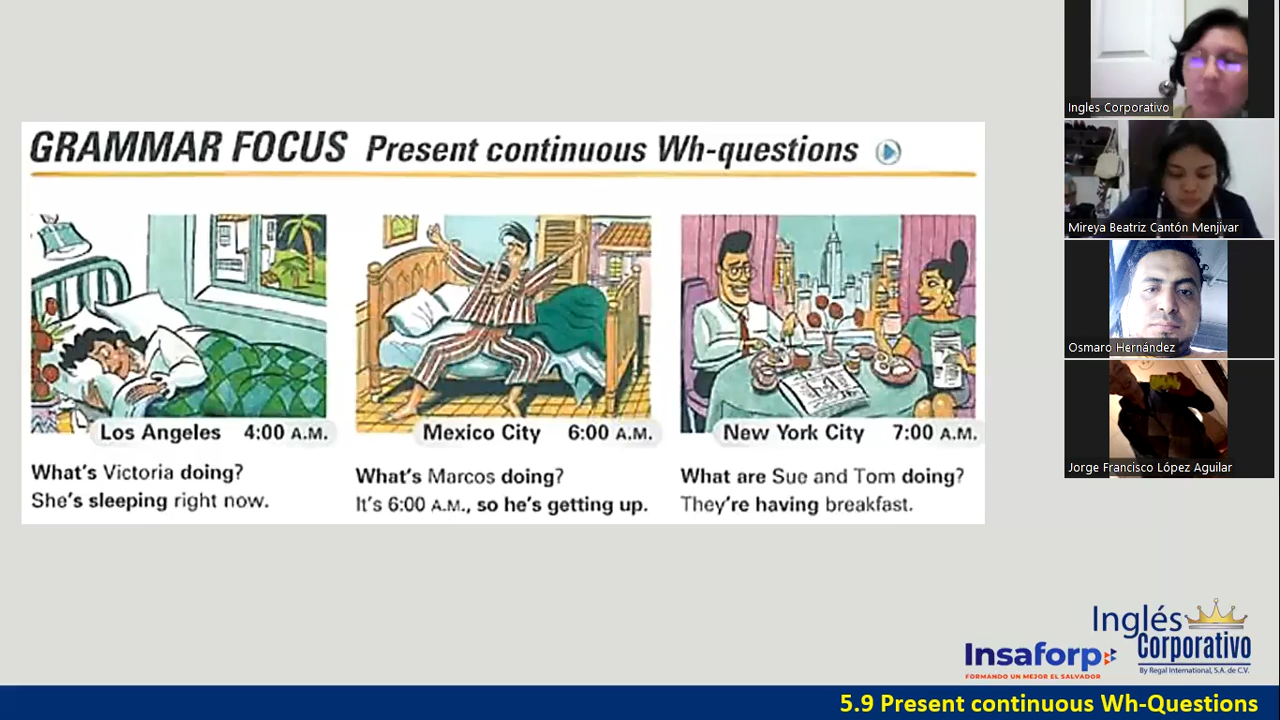 GRAMMAR FOCUS Present continuous Wh-questions
Los Angeles 4:00 A.M.
What's Victoria doing?
She's sleeping right now.
Mexico City 6:00 A.M.
What's Marcos doing?
It's 6:00 A.M., so he's getting up.
New York City 7:00 A.M.
What are Sue and Tom doing?
They're having breakfast.
Ingles Corporativo
Mireya Beatriz Cantón Menjivar
Osmaro Hernández
Jorge Francisco López Aguilar
Insaforp
FORMANDO UN MEJOR EL SALVADOR
Inglés
Corporativo
By Regal International, S.A. de C.V.
5.9 Present continuous Wh-Questions